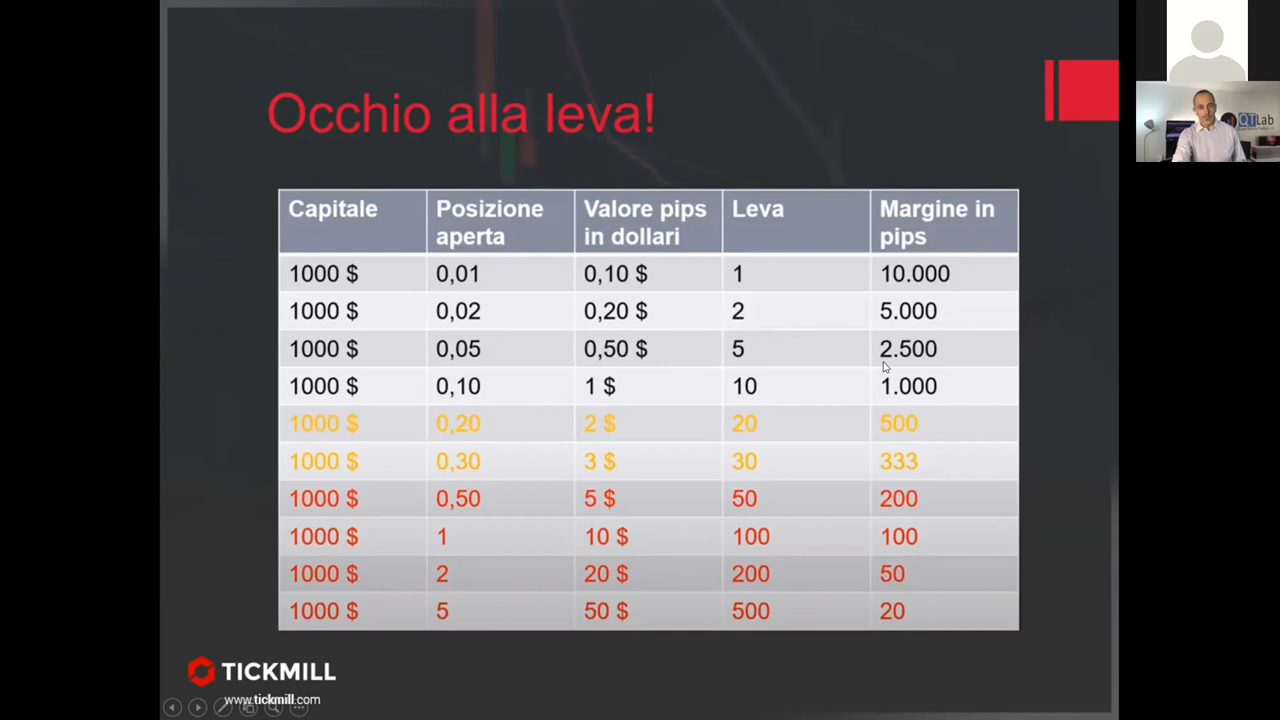 Occhio alla leva!
Capitale Posizione aperta Valore pips in dollari Leva Margine in pips
1000 $ 0,01 0,10 $ 1 10.000
1000 $ 0,02 0,20 $ 2 5.000
1000 $ 0,05 0,50 $ 5 2.500
1000 $ 0,10 1 $ 10 1.000
1000 $ 0,20 2 $ 20 500
1000 $ 0,30 3 $ 30 333
1000 $ 0,50 5 $ 50 200
1000 $ 1 10 $ 100 100
1000 $ 2 20 $ 200 50
1000 $ 5 50 $ 500 20
TICKMILL
www.tickmill.com
QTLab